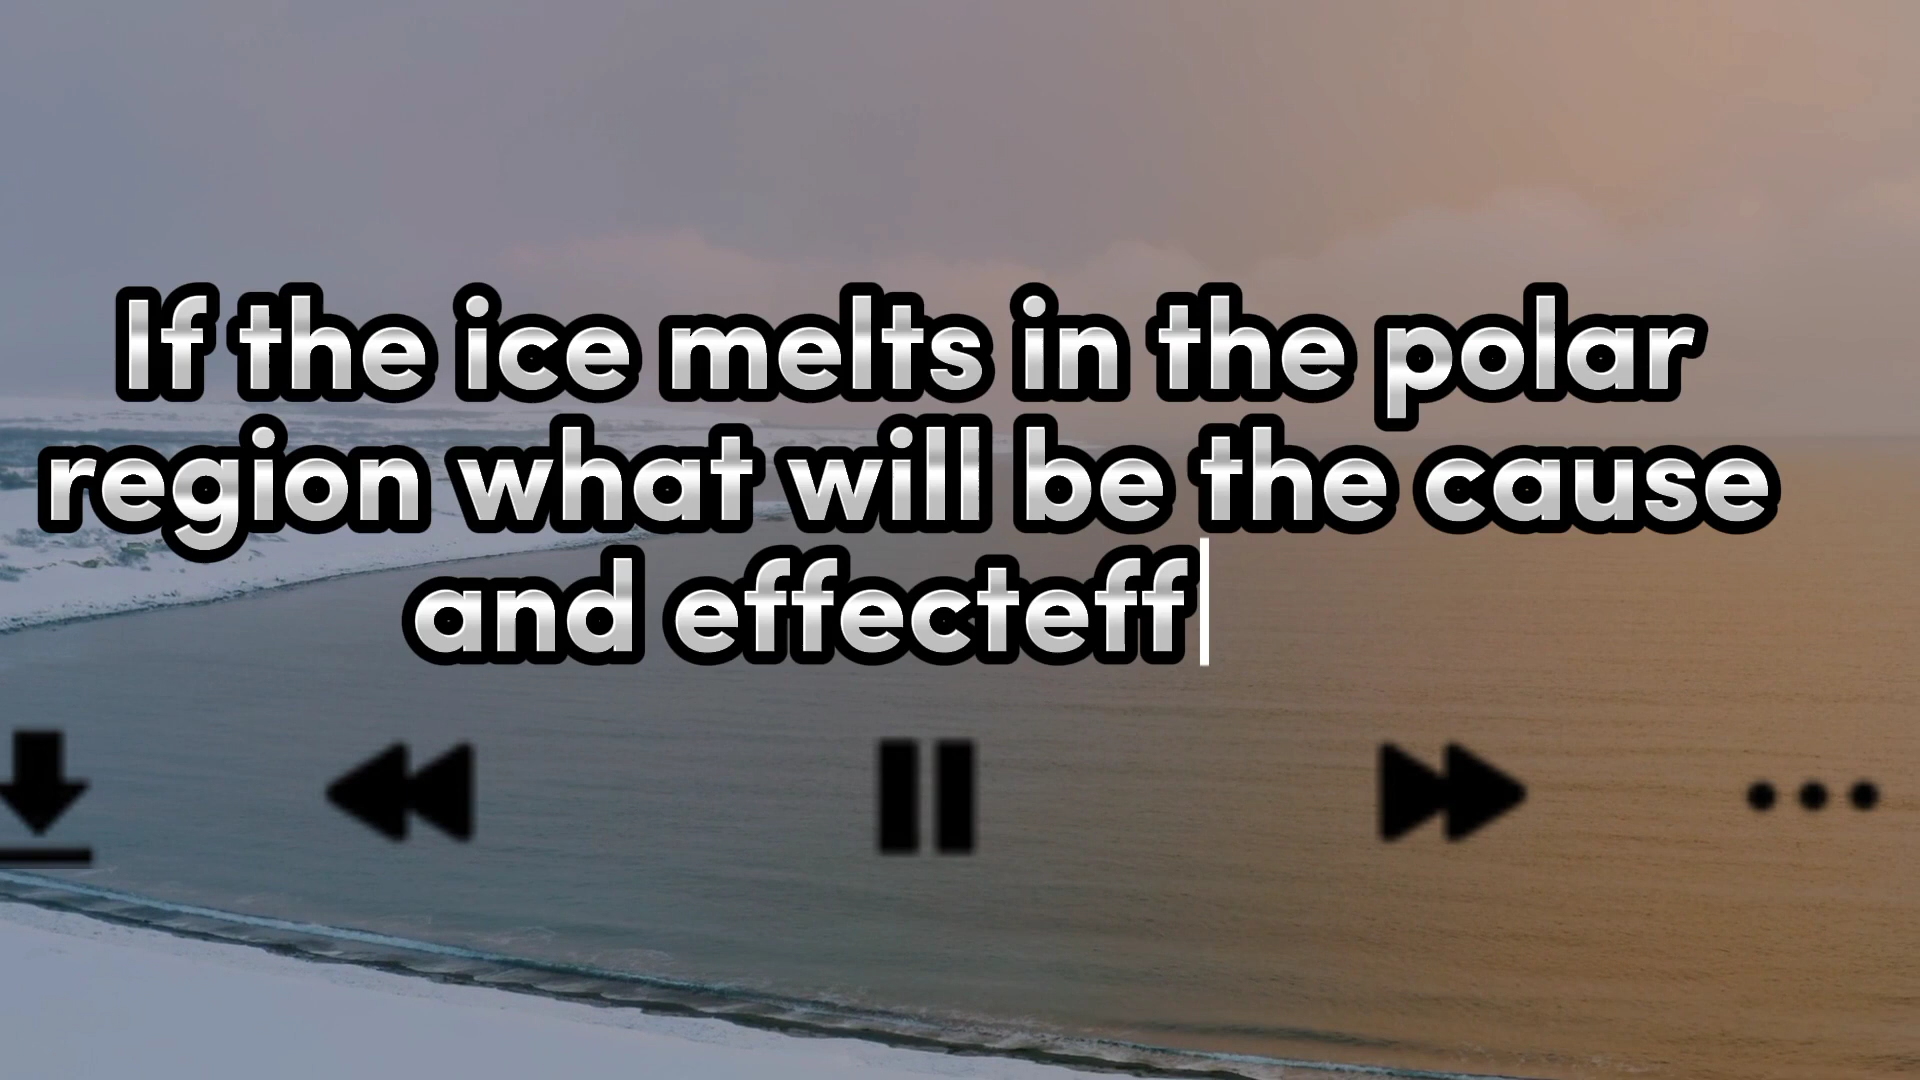 If the ice melts in the polar
region what will be the cause
and effecteff